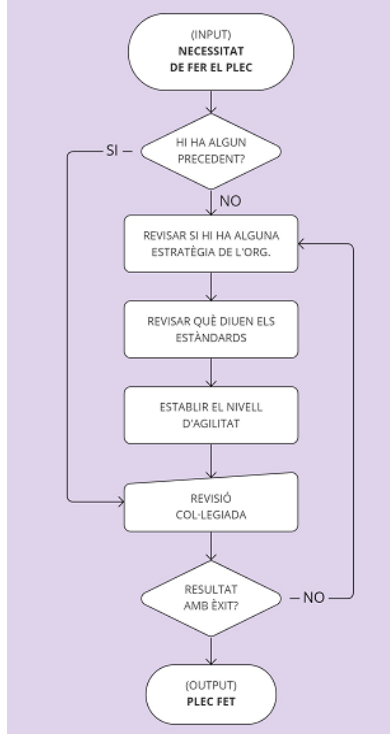 (INPUT)
NECESSITAT
DE FER EL PLEC
HI HA ALGUN
PRECEDENT?
SI
NO
REVISAR SI HI HA ALGUNA
ESTRATÈGIA DE L'ORG.
REVISAR QUÈ DIUEN ELS
ESTÀNDARDS
ESTABLIR EL NIVELL
D'AGILITAT
REVISIÓ
COL·LEGIADA
RESULTAT
AMB ÈXIT?
NO
(OUTPUT)
PLEC FET